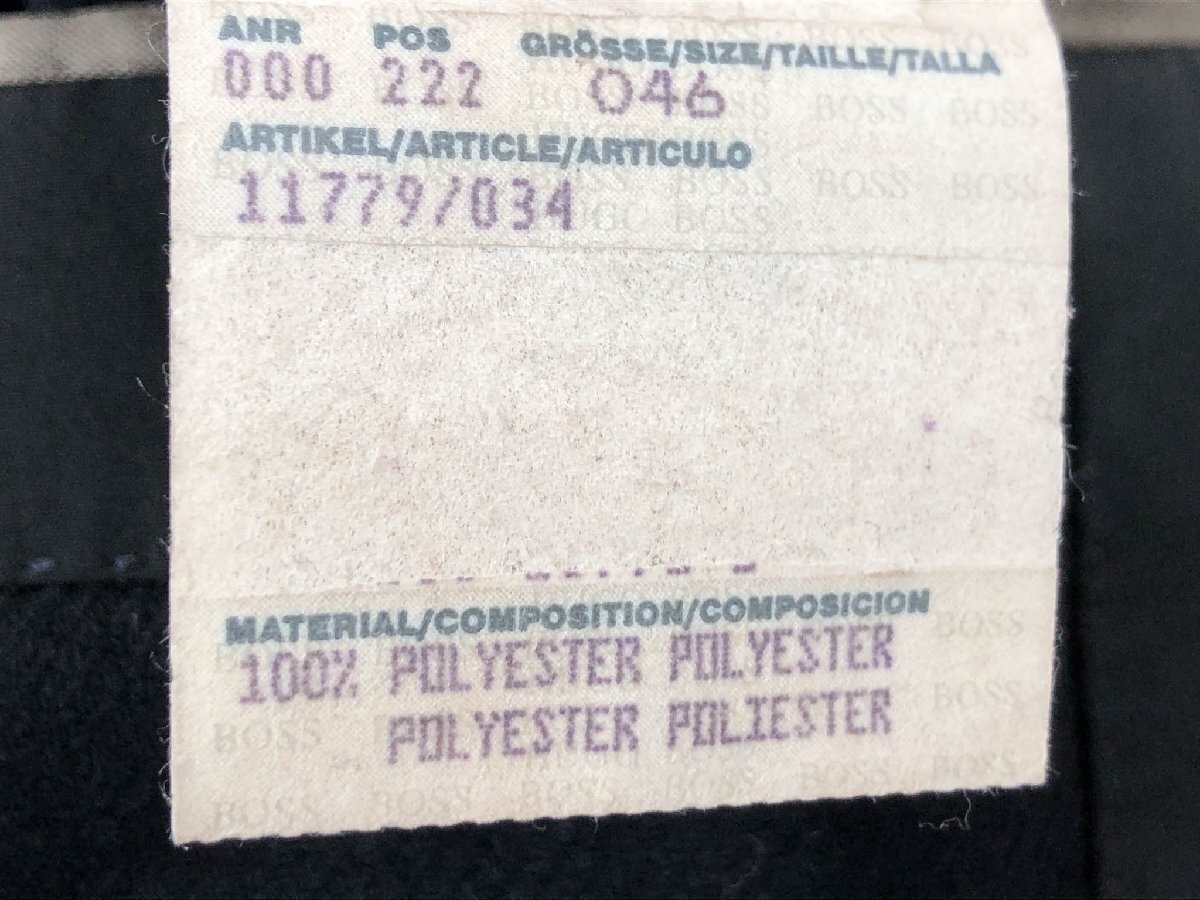 ANR POS GRÖSSE/SIZE/TAILLE/TALLA
000 222 046
ARTIKEL/ARTICLE/ARTICULO
11779/034
MATERIAL/COMPOSITION/COMPOSICION
100% POLYESTER POLYESTER
POLYESTER POLIESTER